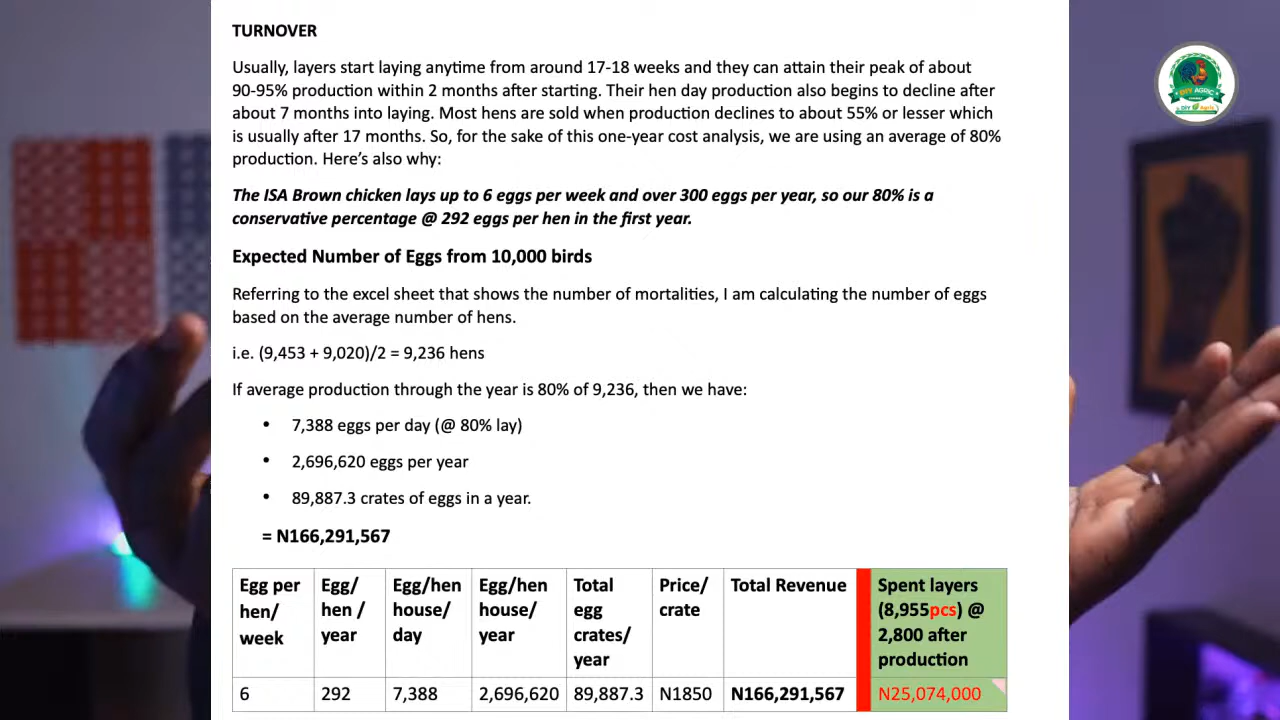 TURNOVER
Usually, layers start laying anytime from around 17-18 weeks and they can attain their peak of about
90-95% production within 2 months after starting. Their hen day production also begins to decline after
about 7 months into laying. Most hens are sold when production declines to about 55% or lesser which
is usually after 17 months. So, for the sake of this one-year cost analysis, we are using an average of 80%
production. Here's also why:
The ISA Brown chicken lays up to 6 eggs per week and over 300 eggs per year, so our 80% is a
conservative percentage @ 292 eggs per hen in the first year.
Expected Number of Eggs from 10,000 birds
Referring to the excel sheet that shows the number of mortalities, I am calculating the number of eggs
based on the average number of hens.
i.e. (9,453 + 9,020)/2 = 9,236 hens
If average production through the year is 80% of 9,236, then we have:
• 7,388 eggs per day (@ 80% lay)
• 2,696,620 eggs per year
• 89,887.3 crates of eggs in a year.
= N166,291,567
Egg per hen/ week
Egg/ hen / year
Egg/hen house/ day
Egg/hen house/ year
Total egg crates/ year
Price/ crate
Total Revenue
Spent layers (8,955pcs) @ 2,800 after production
6 292 7,388 2,696,620 89,887.3 N1850 N166,291,567 N25,074,000
DIY AGRIC